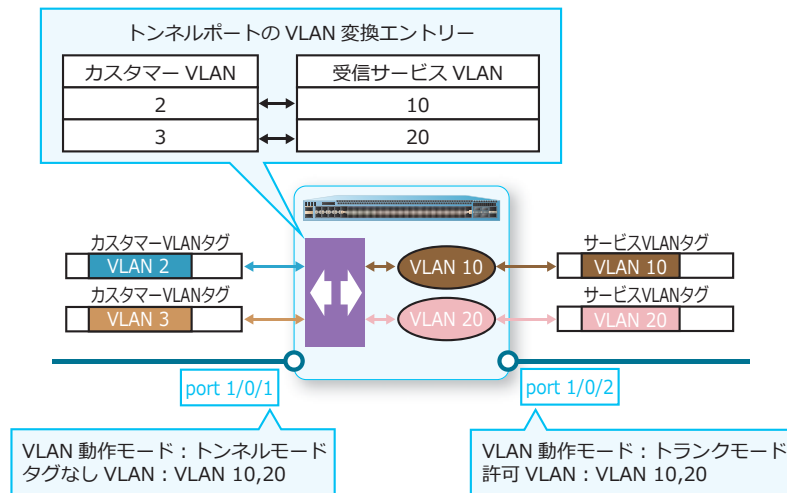 トンネルポートの VLAN 変換エントリー
カスタマー VLAN
受信サービス VLAN
2
10
3
20
カスタマーVLANタグ
VLAN 2
カスタマーVLANタグ
VLAN 3
VLAN 10
VLAN 20
サービスVLANタグ
VLAN 10
サービスVLANタグ
VLAN 20
port 1/0/1
port 1/0/2
VLAN 動作モード：トンネルモード
タグなし VLAN：VLAN 10,20
VLAN 動作モード：トランクモード
許可 VLAN：VLAN 10,20